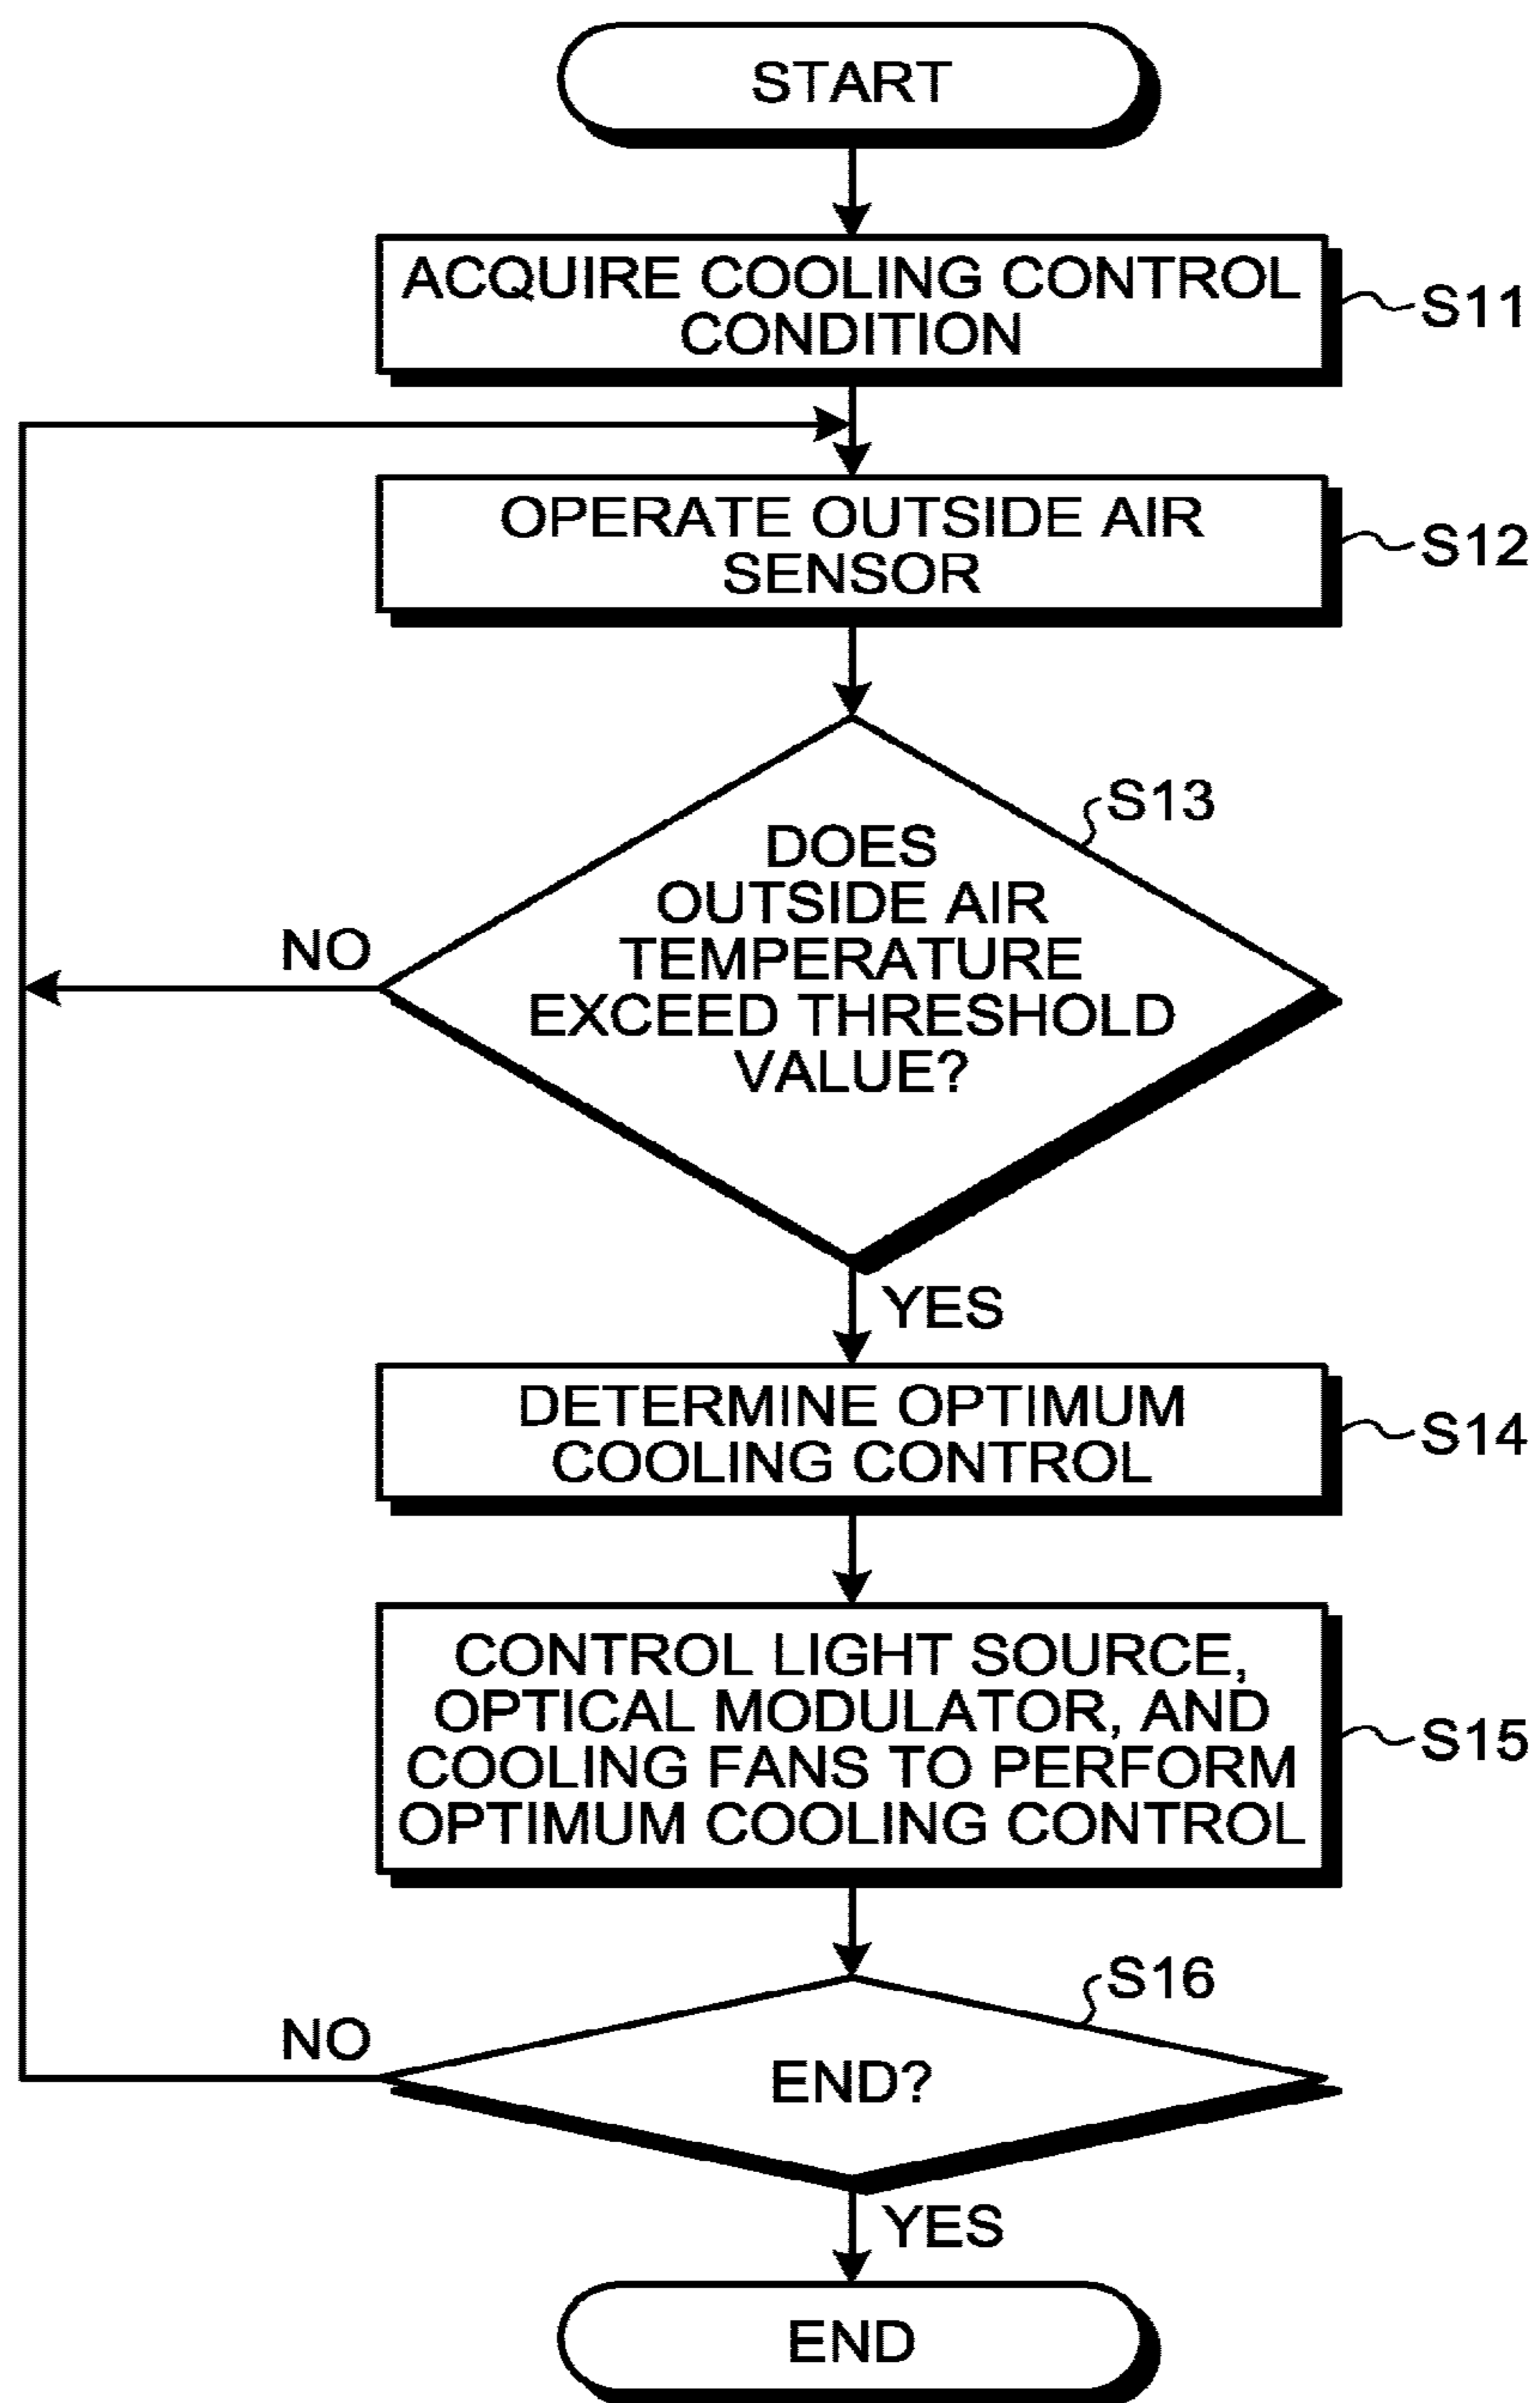 START
ACQUIRE COOLING CONTROL
CONDITION
S11
OPERATE OUTSIDE AIR
SENSOR
S12
S13
DOES
OUTSIDE AIR
TEMPERATURE
EXCEED THRESHOLD
VALUE?
NO
YES
DETERMINE OPTIMUM
COOLING CONTROL
S14
CONTROL LIGHT SOURCE,
OPTICAL MODULATOR, AND
COOLING FANS TO PERFORM
OPTIMUM COOLING CONTROL
S15
S16
NO
END?
YES
END